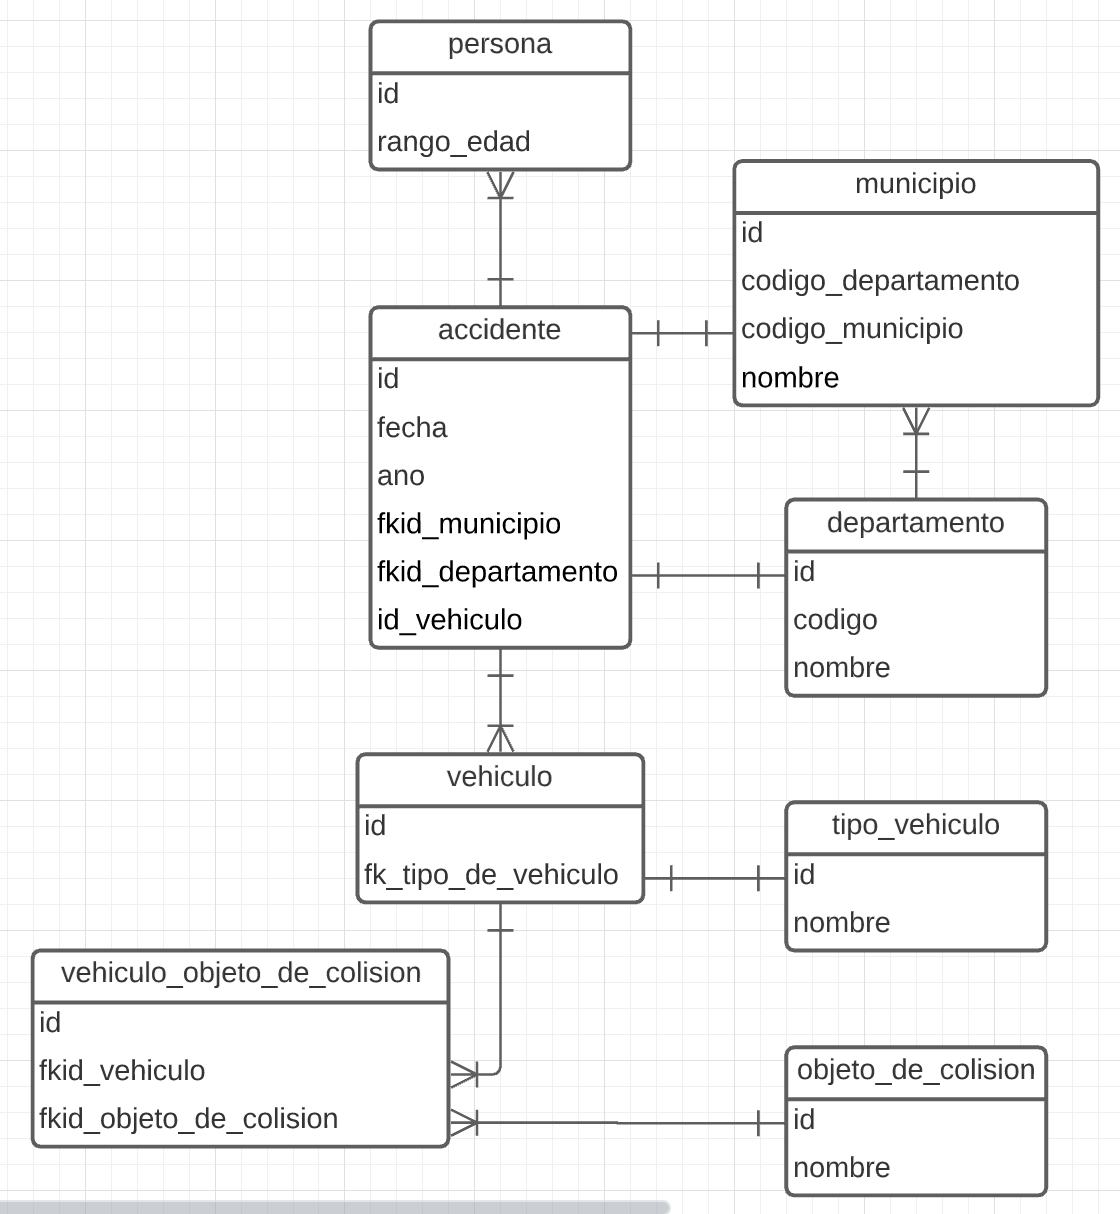 persona
id
rango_edad
municipio
id
codigo_departamento
codigo_municipio
nombre
accidente
id
fecha
ano
fkid_municipio
fkid_departamento
id_vehiculo
departamento
id
codigo
nombre
vehiculo
id
fk_tipo_de_vehiculo
tipo_vehiculo
id
nombre
vehiculo_objeto_de_colision
id
fkid_vehiculo
fkid_objeto_de_colision
objeto_de_colision
id
nombre